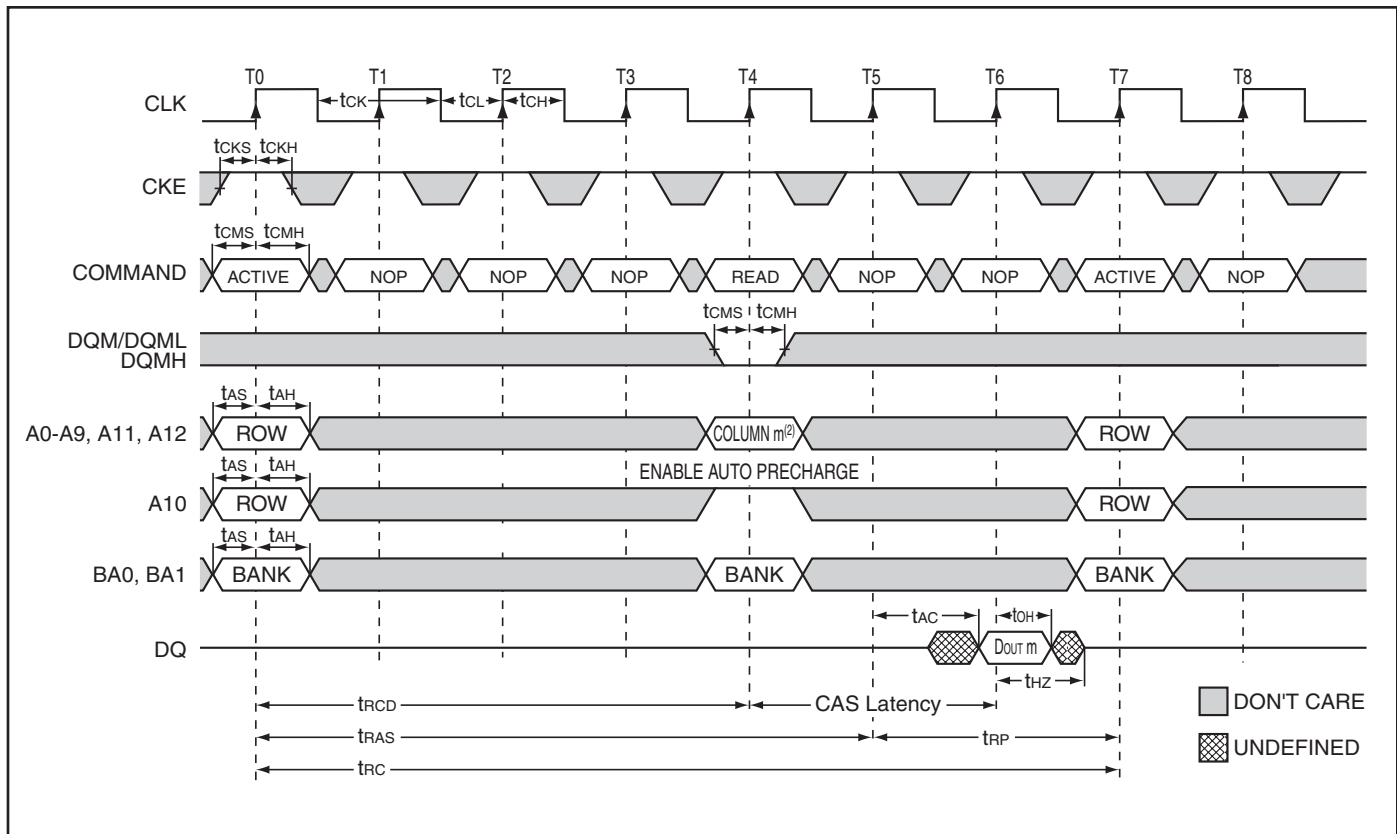 T0 T1 T2 T3 T4 T5 T6 T7 T8
CLK
tCK tCL tCH
tCKS tCKH
CKE
tCMS tCMH
COMMAND ACTIVE NOP NOP NOP READ NOP NOP ACTIVE NOP
tCMS tCMH
DQM/DQML
DQMH
tAS tAH
A0-A9, A11, A12 ROW COLUMN m(2) ROW
tAS tAH ENABLE AUTO PRECHARGE
A10 ROW ROW
tAS tAH
BA0, BA1 BANK BANK BANK
tAC tOH
DQ DOUT m
tHZ
tRCD CAS Latency
tRAS tRP
tRC
DON'T CARE
UNDEFINED